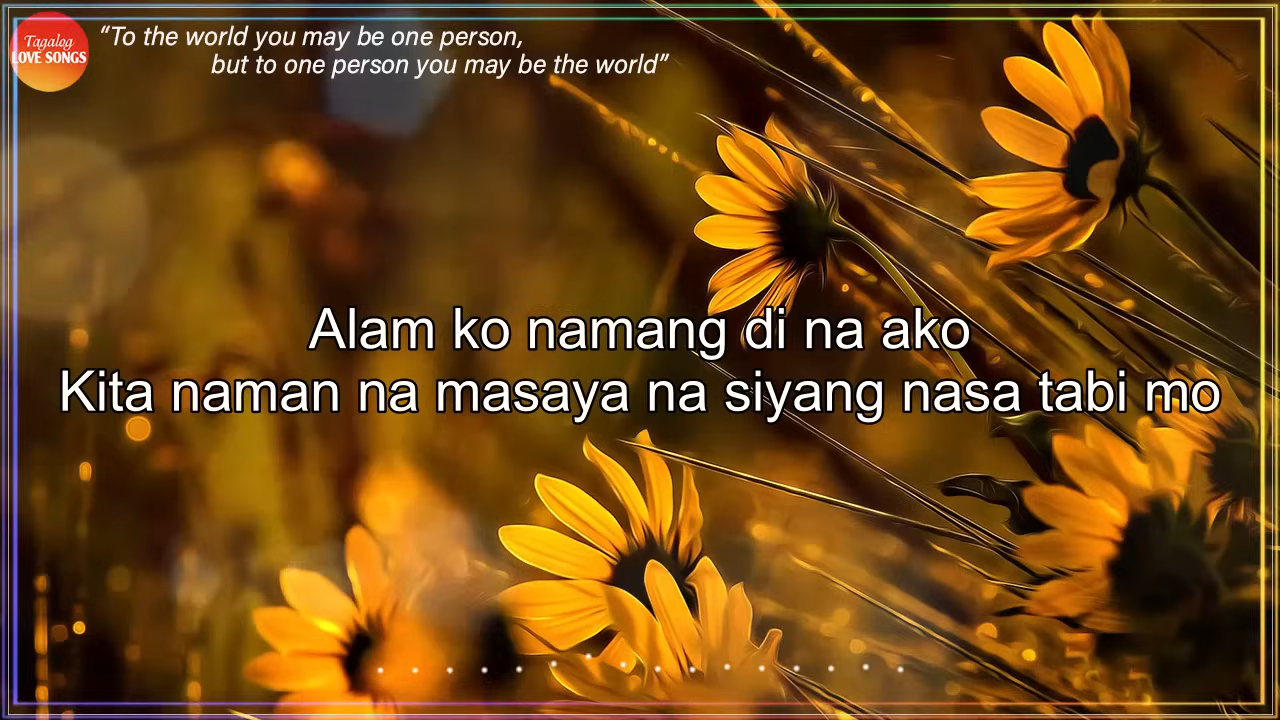 Tagalog
LOVE SONGS
“To the world you may be one person,
but to one person you may be the world”
Alam ko namang di na ako
Kita naman na masaya na siyang nasa tabi mo